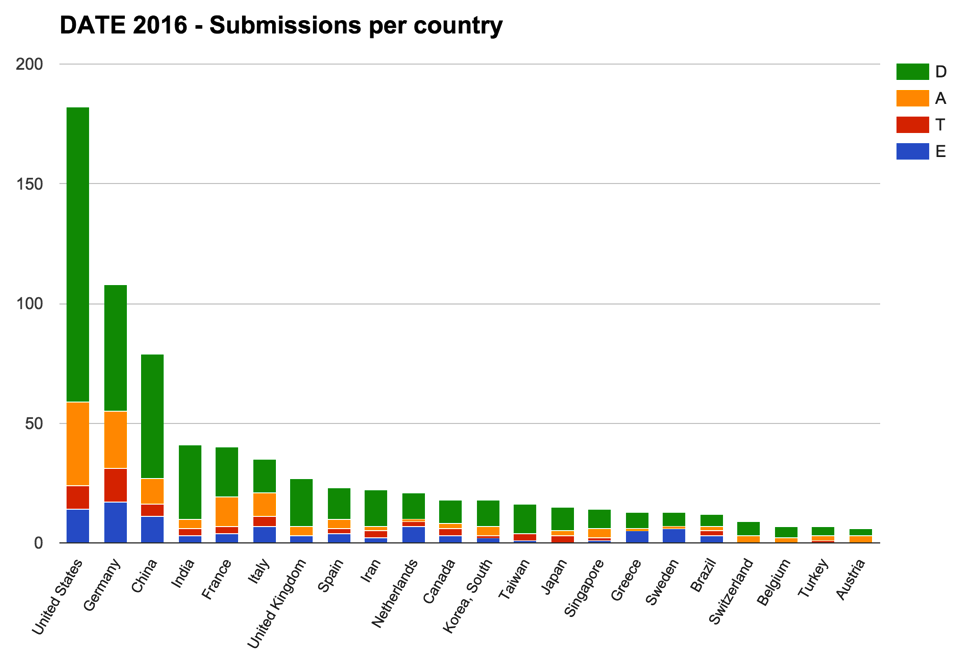 DATE 2016 - Submissions per country
200
150
100
50
0
D
A
T
E
United States
Germany
China
India
France
Italy
United Kingdom
Spain
Iran
Netherlands
Canada
Korea, South
Taiwan
Japan
Singapore
Greece
Sweden
Brazil
Switzerland
Belgium
Turkey
Austria